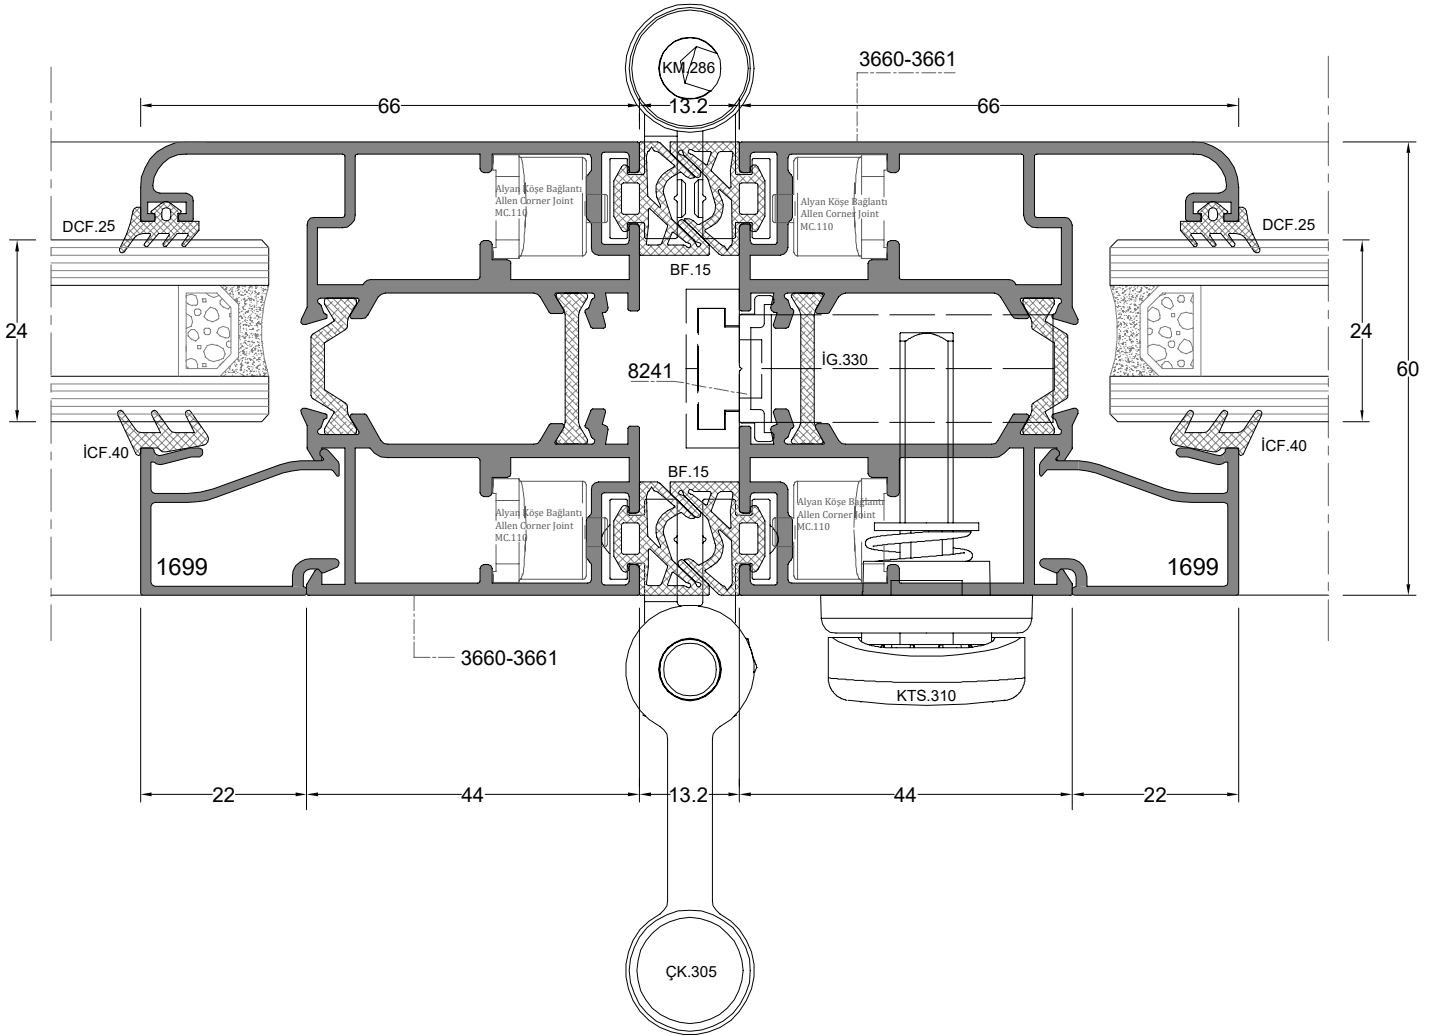 KM.286
3660-3661
66
13.2
66
Alyan Köşe Bağlantı
Allen Corner Joint
MC.110
Alyan Köşe Bağlantı
Allen Corner Joint
MC.110
DCF.25
DCF.25
BF.15
24
24
İG.330
8241
60
İCF.40
İCF.40
BF.15
Alyan Köşe Bağlantı
Allen Corner Joint
MC.110
Alyan Köşe Bağlantı
Allen Corner Joint
MC.110
1699
1699
3660-3661
KTS.310
22
44
13.2
44
22
ÇK.305